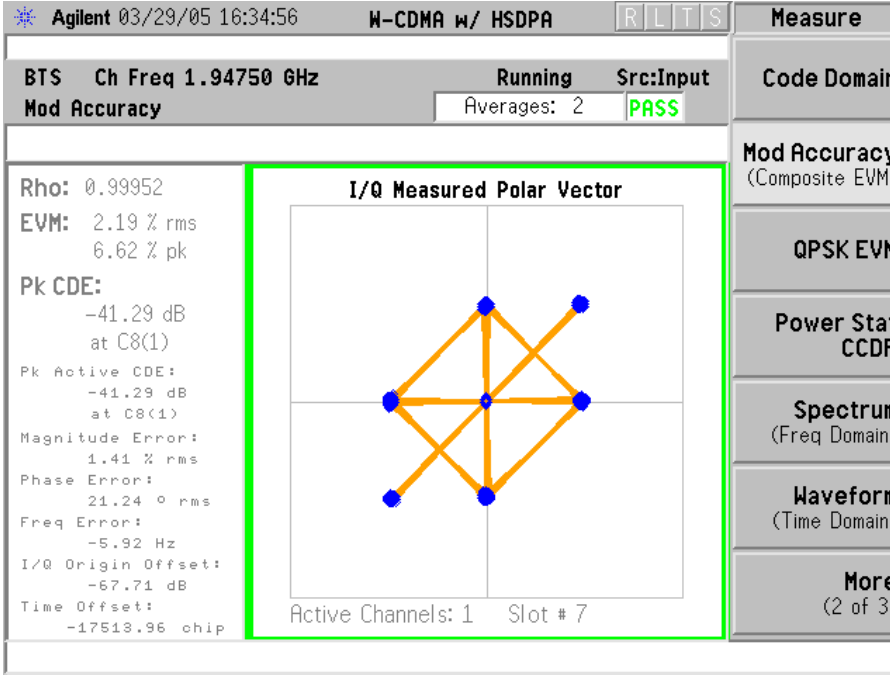 Agilent 03/29/05 16:34:56 W-CDMA w/ HSDPA R L T S Measure
BTS Ch Freq 1.94750 GHz Running Src:Input
Mod Accuracy Averages: 2 PASS
Code Domain
Mod Accuracy
(Composite EVM
QPSK EVM
Power Stat
CCDF
Spectrum
(Freq Domain
Waveform
(Time Domain
More
(2 of 3
Rho: 0.99952
EVM: 2.19 % rms
6.62 % pk
Pk CDE:
-41.29 dB
at C8(1)
Pk Active CDE:
-41.29 dB
at C8(1)
Magnitude Error:
1.41 % rms
Phase Error:
21.24 º rms
Freq Error:
-5.92 Hz
I/Q Origin Offset:
-67.71 dB
Time Offset:
-17513.96 chip
I/Q Measured Polar Vector
Active Channels: 1 Slot # 7